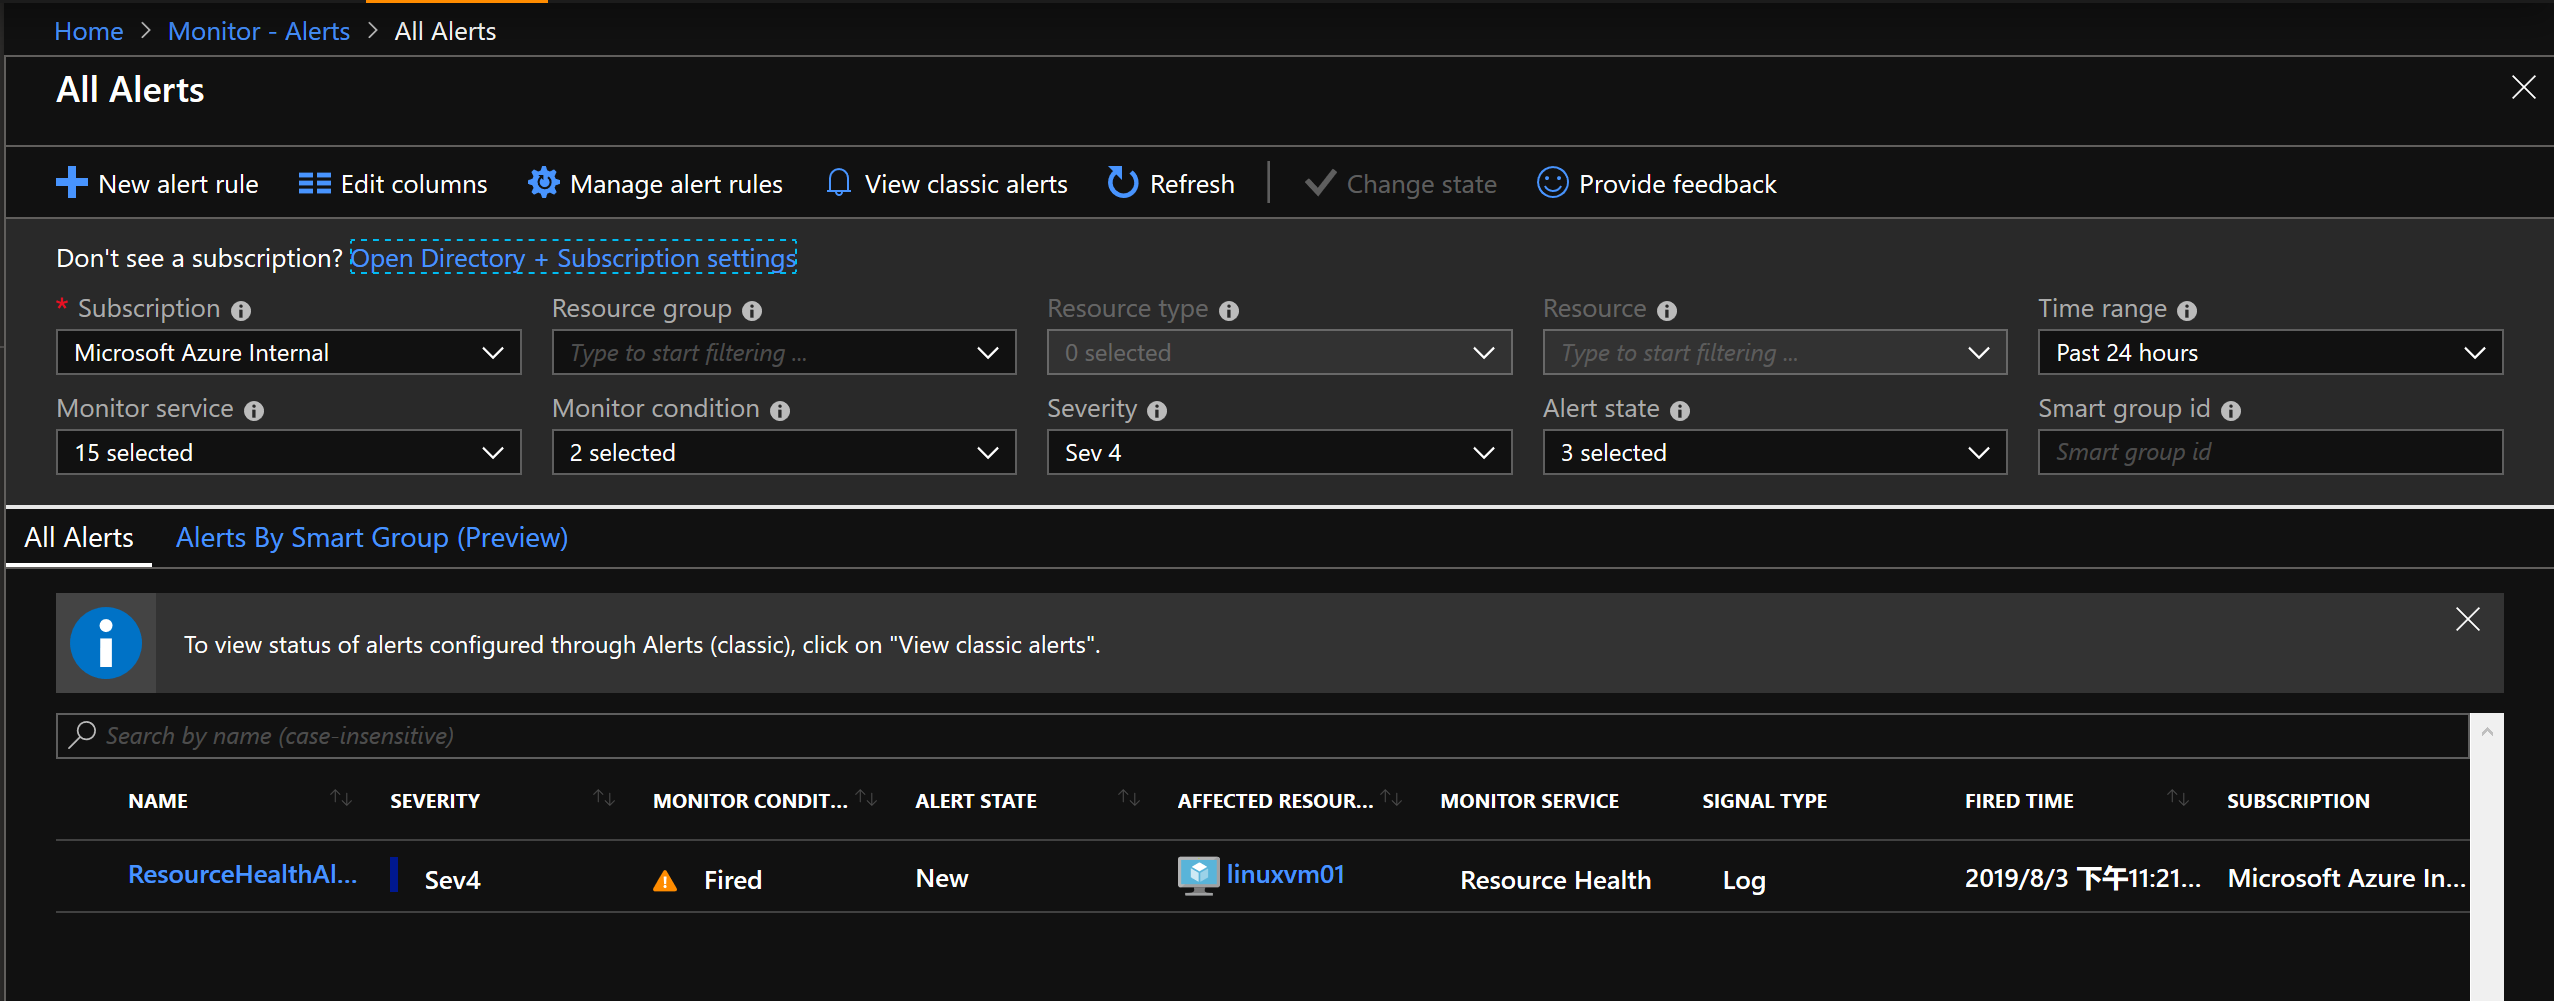 Home > Monitor - Alerts > All Alerts
All Alerts
New alert rule Edit columns Manage alert rules View classic alerts Refresh Change state Provide feedback
Don't see a subscription? Open Directory + Subscription settings
* Subscription Resource group Resource type Resource Time range
Microsoft Azure Internal Type to start filtering ... 0 selected Type to start filtering ... Past 24 hours
Monitor service Monitor condition Severity Alert state Smart group id
15 selected 2 selected Sev 4 3 selected Smart group id
All Alerts Alerts By Smart Group (Preview)
To view status of alerts configured through Alerts (classic), click on "View classic alerts".
Search by name (case-insensitive)
NAME SEVERITY MONITOR CONDIT... ALERT STATE AFFECTED RESOUR... MONITOR SERVICE SIGNAL TYPE FIRED TIME SUBSCRIPTION
ResourceHealthAl... Sev4 Fired New linuxvm01 Resource Health Log 2019/8/3 下午11:21... Microsoft Azure In...